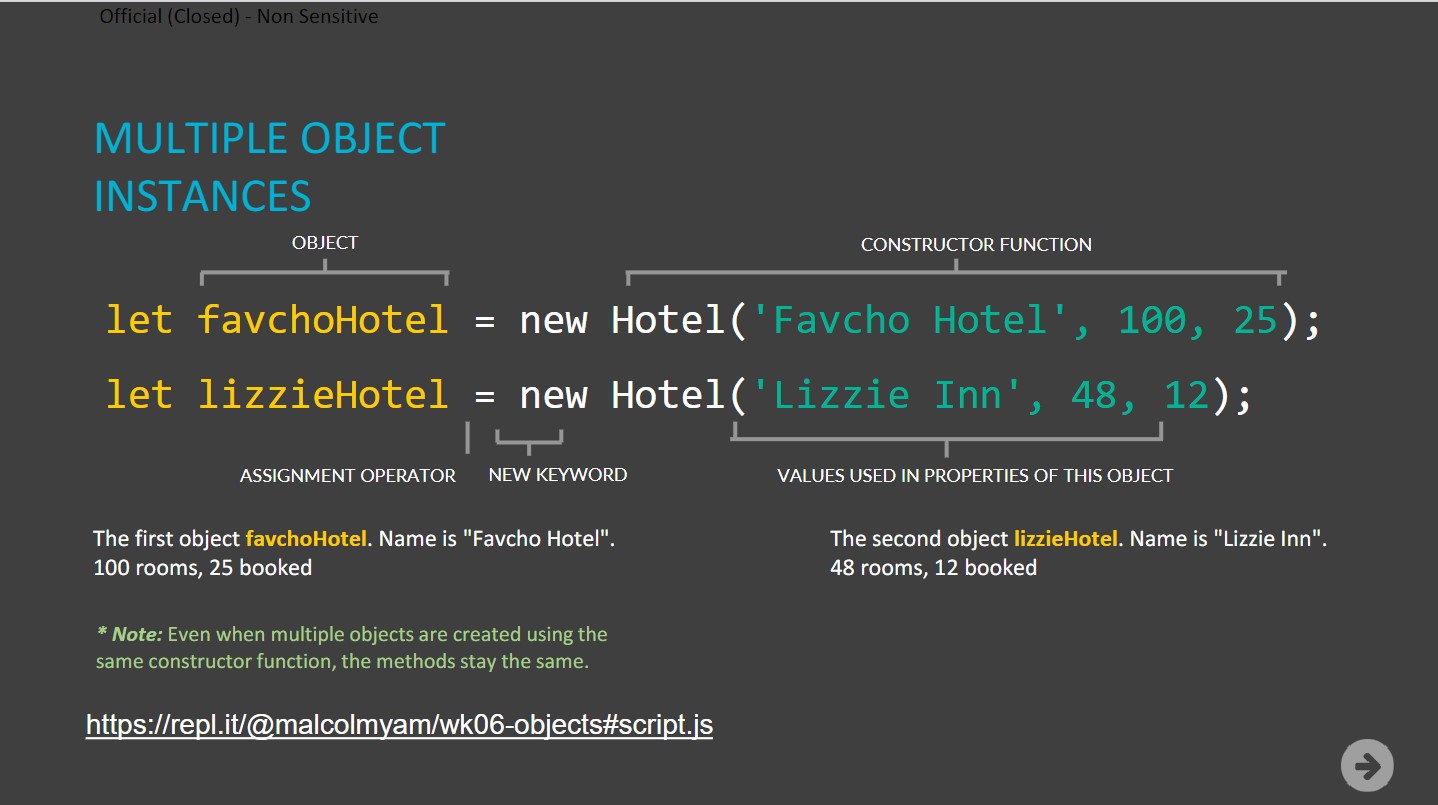 Official (Closed) - Non Sensitive
MULTIPLE OBJECT
INSTANCES
OBJECT
CONSTRUCTOR FUNCTION
let favchoHotel = new Hotel('Favcho Hotel', 100, 25);
let lizzieHotel = new Hotel('Lizzie Inn', 48, 12);
ASSIGNMENT OPERATOR
NEW KEYWORD
VALUES USED IN PROPERTIES OF THIS OBJECT
The first object favchoHotel. Name is "Favcho Hotel".
100 rooms, 25 booked
The second object lizzieHotel. Name is "Lizzie Inn".
48 rooms, 12 booked
* Note: Even when multiple objects are created using the
same constructor function, the methods stay the same.
https://repl.it/@malcolmyam/wk06-objects#script.js